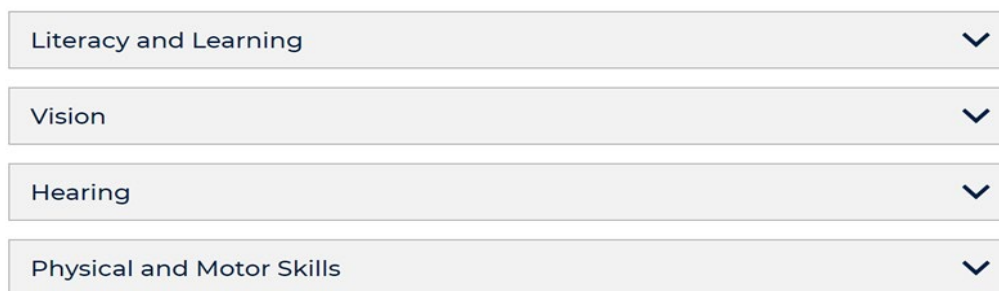 Literacy and Learning
Vision
Hearing
Physical and Motor Skills